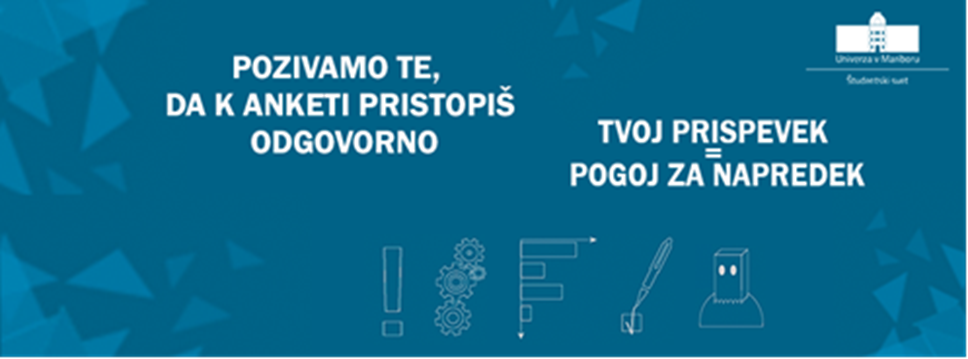 POZIVAMO TE,
DA K ANKETI PRISTOPIŠ
ODGOVORNO
TVOJ PRISPEVEK
=
POGOJ ZA NAPREDEK
Univerza v Mariboru
Študentski svet